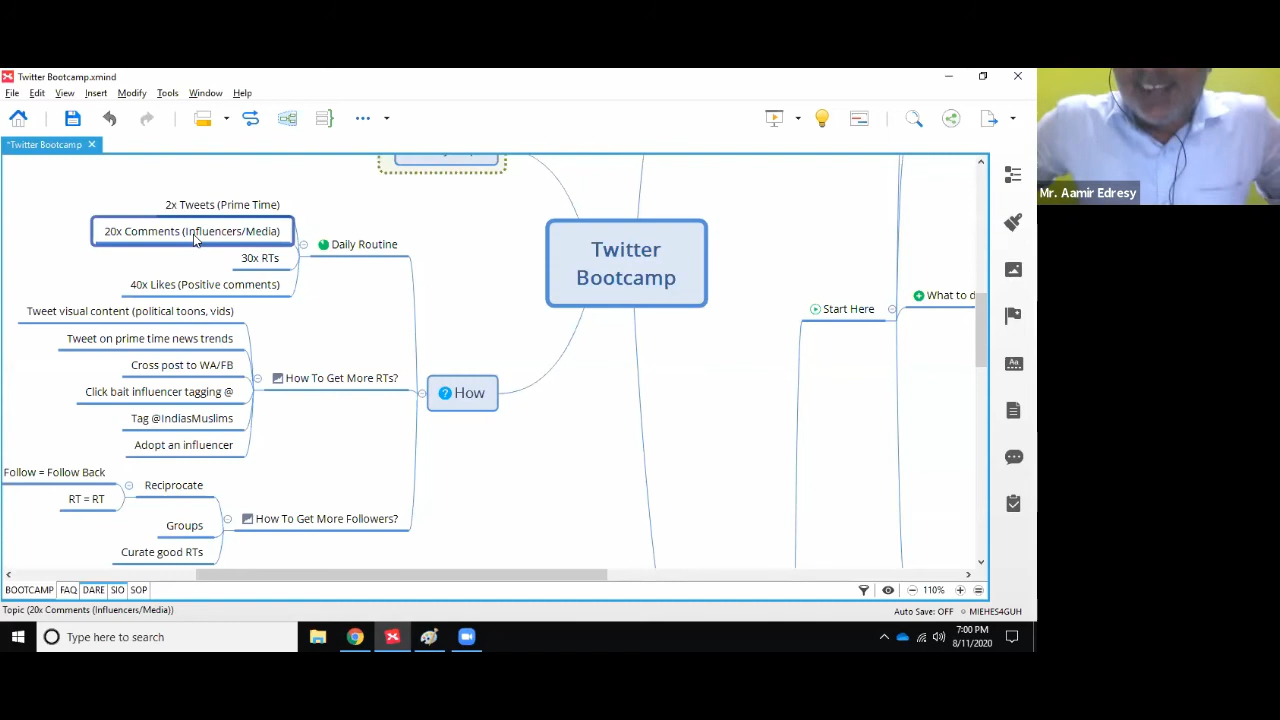 Twitter Bootcamp.xmind
File Edit View Insert Modify Tools Window Help
*Twitter Bootcamp
Mr. Aamir Edresy
2x Tweets (Prime Time)
20x Comments (Influencers/Media)
30x RTs
40x Likes (Positive comments)
Daily Routine
Tweet visual content (political toons, vids)
Tweet on prime time news trends
Cross post to WA/FB
Click bait influencer tagging @
Tag @IndiasMuslims
Adopt an influencer
How To Get More RTs?
How
Follow = Follow Back
RT = RT
Reciprocate
Groups
Curate good RTs
How To Get More Followers?
Twitter
Bootcamp
Start Here
What to d
BOOTCAMP FAQ DARE SIO SOP
110%
Topic (20x Comments (Influencers/Media))
Auto Save: OFF
MIEHES4GUH
Type here to search
7:00 PM
8/11/2020